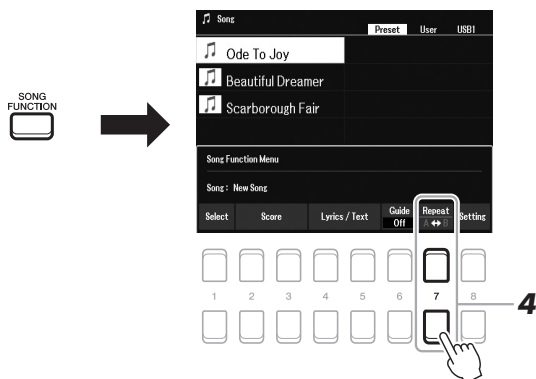 Song
Preset User USB1
Ode To Joy
Beautiful Dreamer
Scarborough Fair
SONG
FUNCTION
Song Function Menu
Song : New Song
Select Score Lyrics / Text Guide Off Repeat A ↔ B Setting
1 2 3 4 5 6 7 8
4